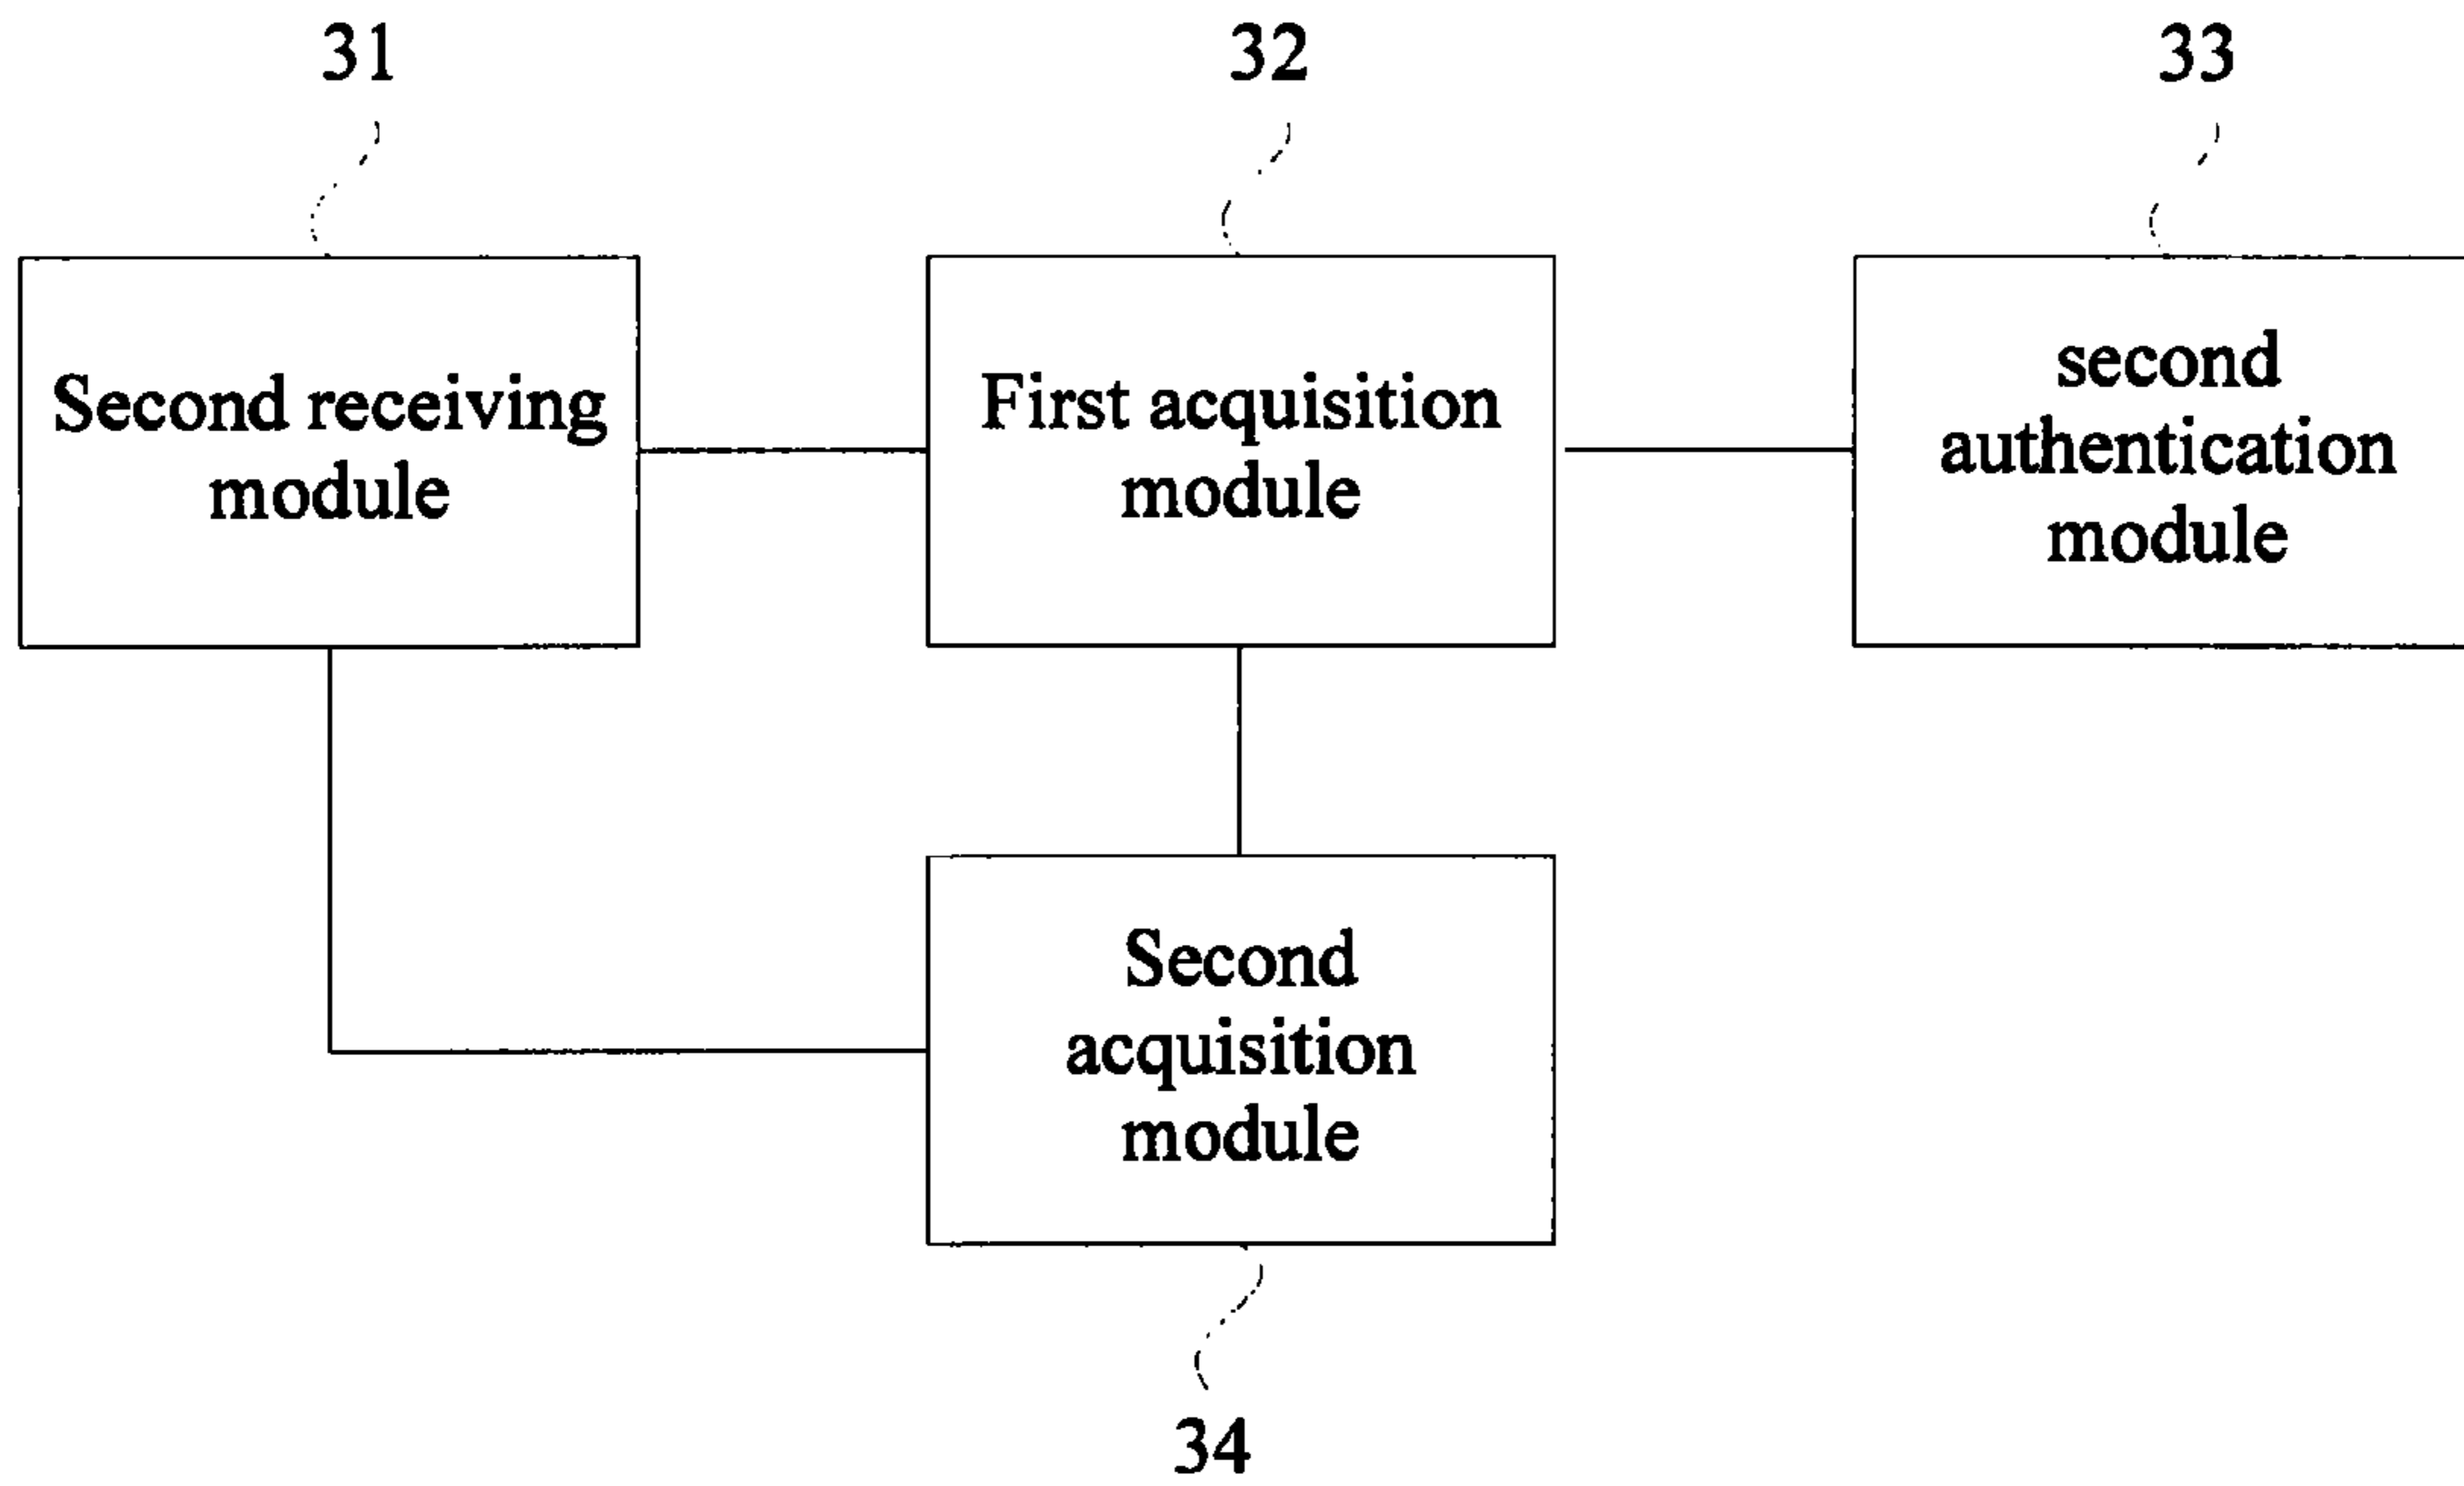 31
32
33
Second receiving
module
First acquisition
module
second
authentication
module
Second
acquisition
module
34